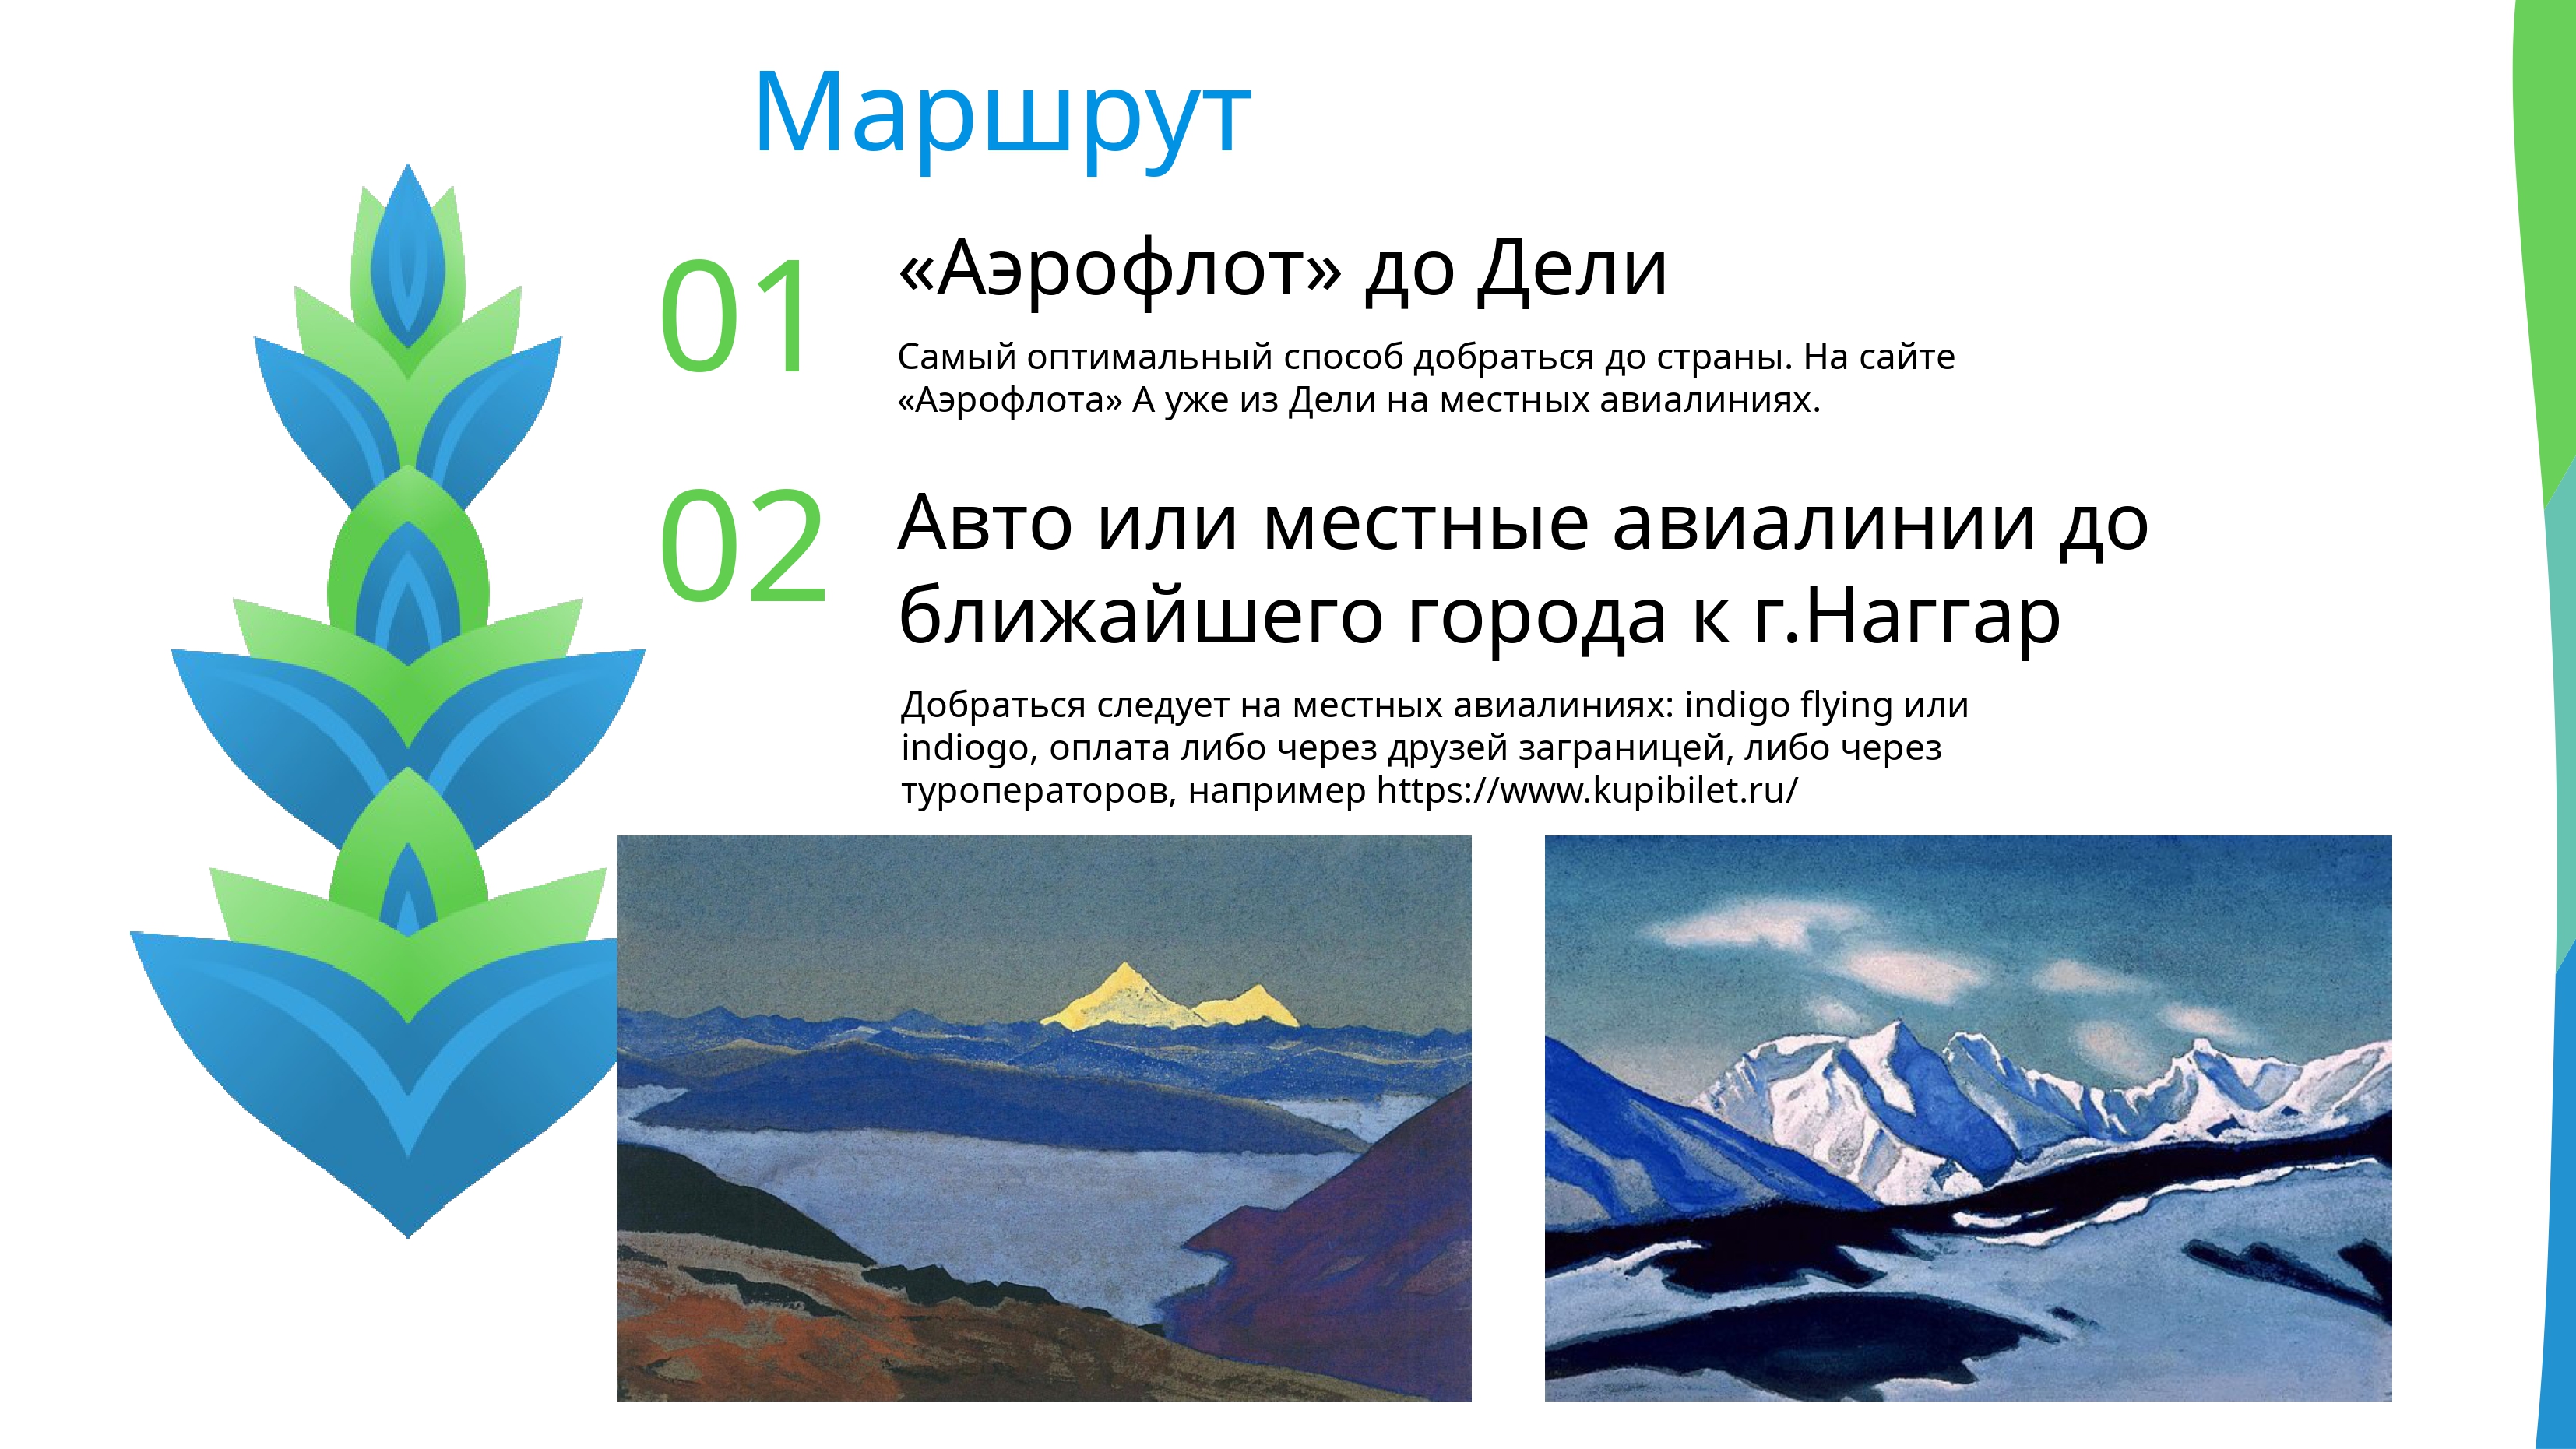 Маршрут
01
«Аэрофлот» до Дели
Самый оптимальный способ добраться до страны. На сайте
«Аэрофлота» А уже из Дели на местных авиалиниях.
02
Авто или местные авиалинии до
ближайшего города к г.Наггар
Добраться следует на местных авиалиниях: indigo flying или
indiogo, оплата либо через друзей заграницей, либо через
туроператоров, например https://www.kupibilet.ru/